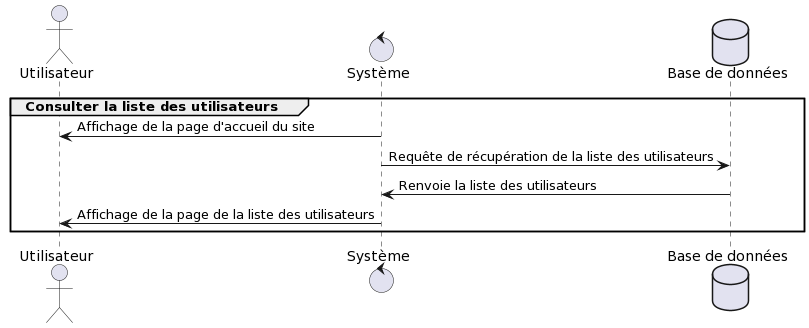 Utilisateur
Système
Base de données
Consulter la liste des utilisateurs
Affichage de la page d'accueil du site
Requête de récupération de la liste des utilisateurs
Renvoie la liste des utilisateurs
Affichage de la page de la liste des utilisateurs
Utilisateur
Système
Base de données